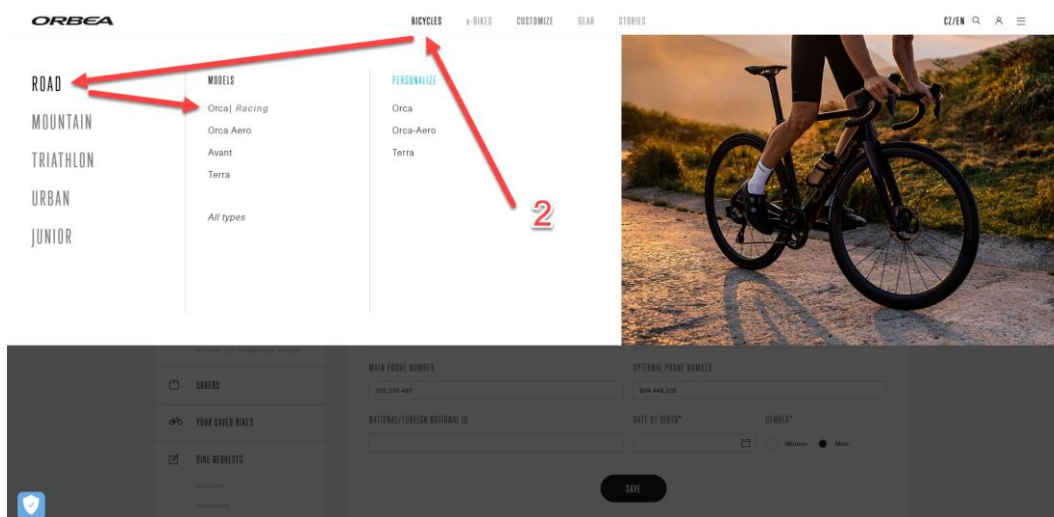 ORBEA
BICYCLES
e-BIKES
CUSTOMIZE
GEAR
STORIES
CZ/EN
ROAD
MOUNTAIN
TRIATHLON
URBAN
JUNIOR
MODELS
Orca| Racing
Orca Aero
Avant
Terra
All types
PERSONALIZE
Orca
Orca-Aero
Terra
2
ORDERS
YOUR SAVED BIKES
BIKE REQUESTS
MAIN PHONE NUMBER
OPTIONAL PHONE NUMBER
NATIONAL/FOREIGN NATIONAL ID
DATE OF BIRTH*
GENDER*
Woman
Man
SAVE